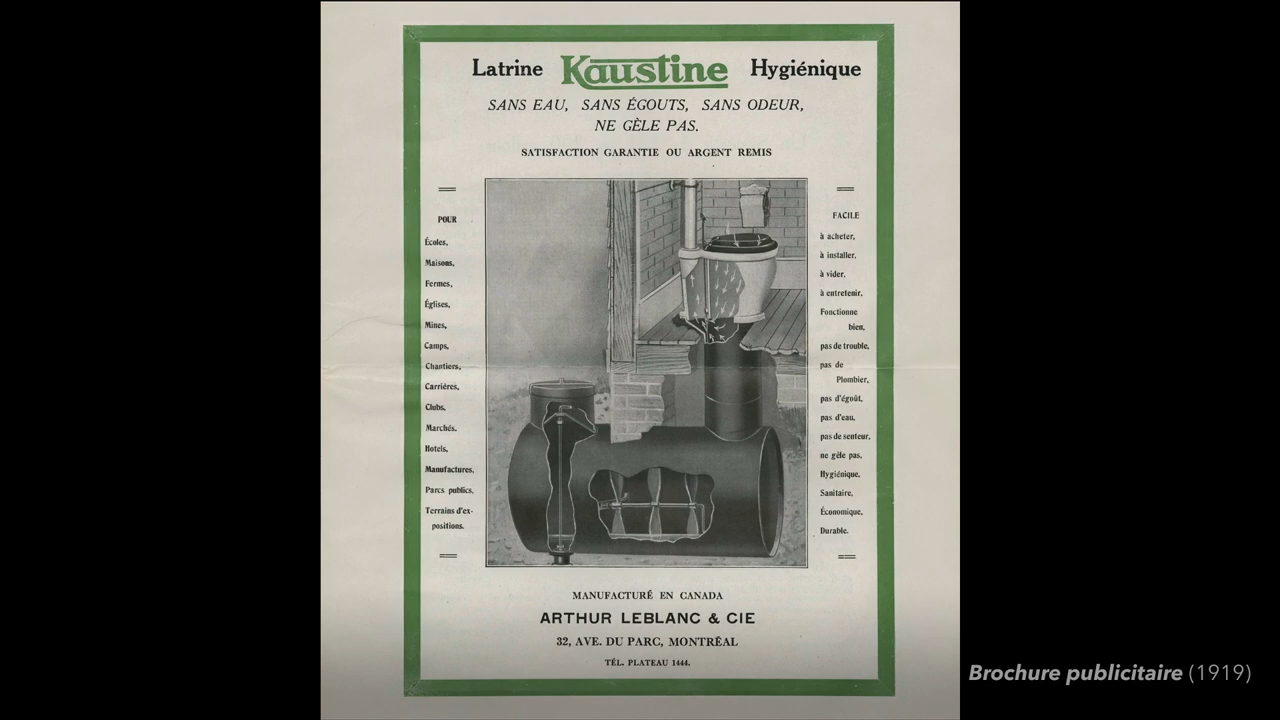 Latrine Kaustine Hygiénique
SANS EAU, SANS ÉGOUTS, SANS ODEUR,
NE GÈLE PAS.
SATISFACTION GARANTIE OU ARGENT REMIS
POUR
Écoles,
Maisons,
Fermes,
Églises,
Mines,
Camps,
Chantiers,
Carrières,
Clubs,
Marchés,
Hotels,
Manufactures,
Parcs publics,
Terrains d'ex-
positions.
FACILE
à acheter,
à installer,
à vider,
à entretenir.
Fonctionne
bien,
pas de trouble,
pas de
Plombier,
pas d'égoût,
pas d'eau,
pas de senteur,
ne gèle pas,
Hygiénique,
Sanitaire,
Économique,
Durable.
MANUFACTURÉ EN CANADA
ARTHUR LEBLANC & CIE
32, AVE. DU PARC, MONTRÉAL
TÉL. PLATEAU 1444.
Brochure publicitaire (1919)